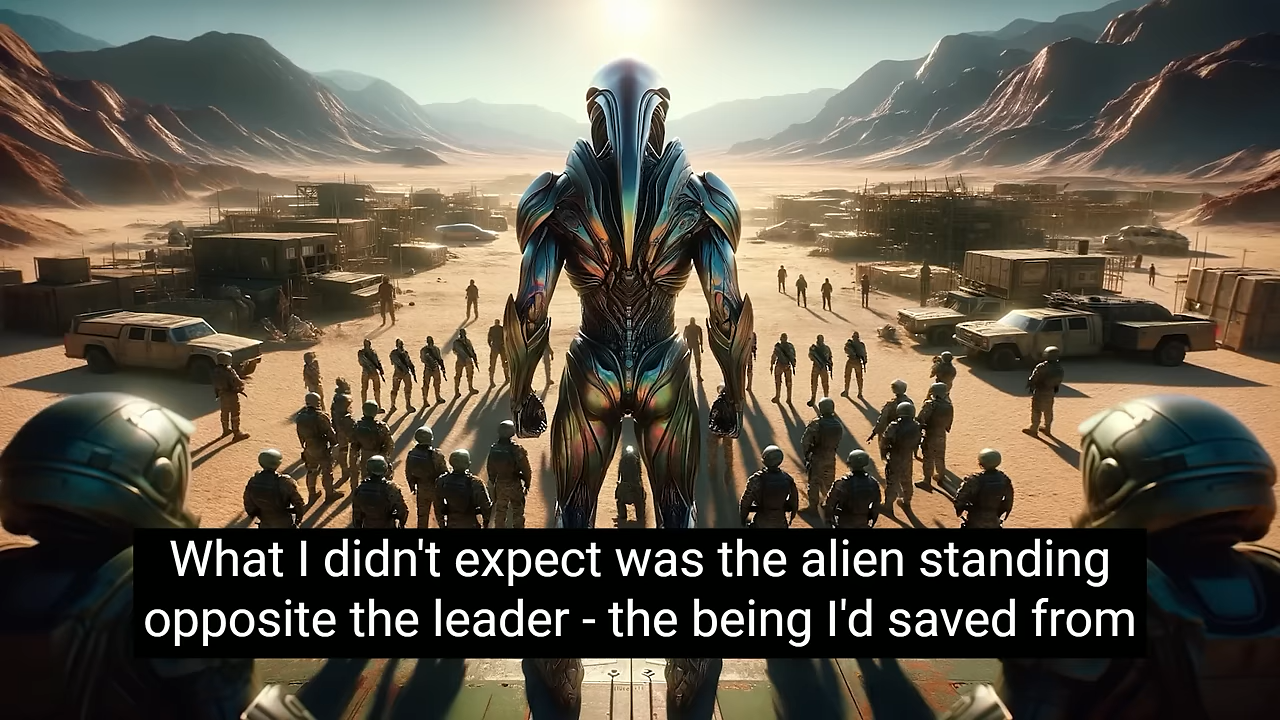 What I didn't expect was the alien standing
opposite the leader - the being I'd saved from